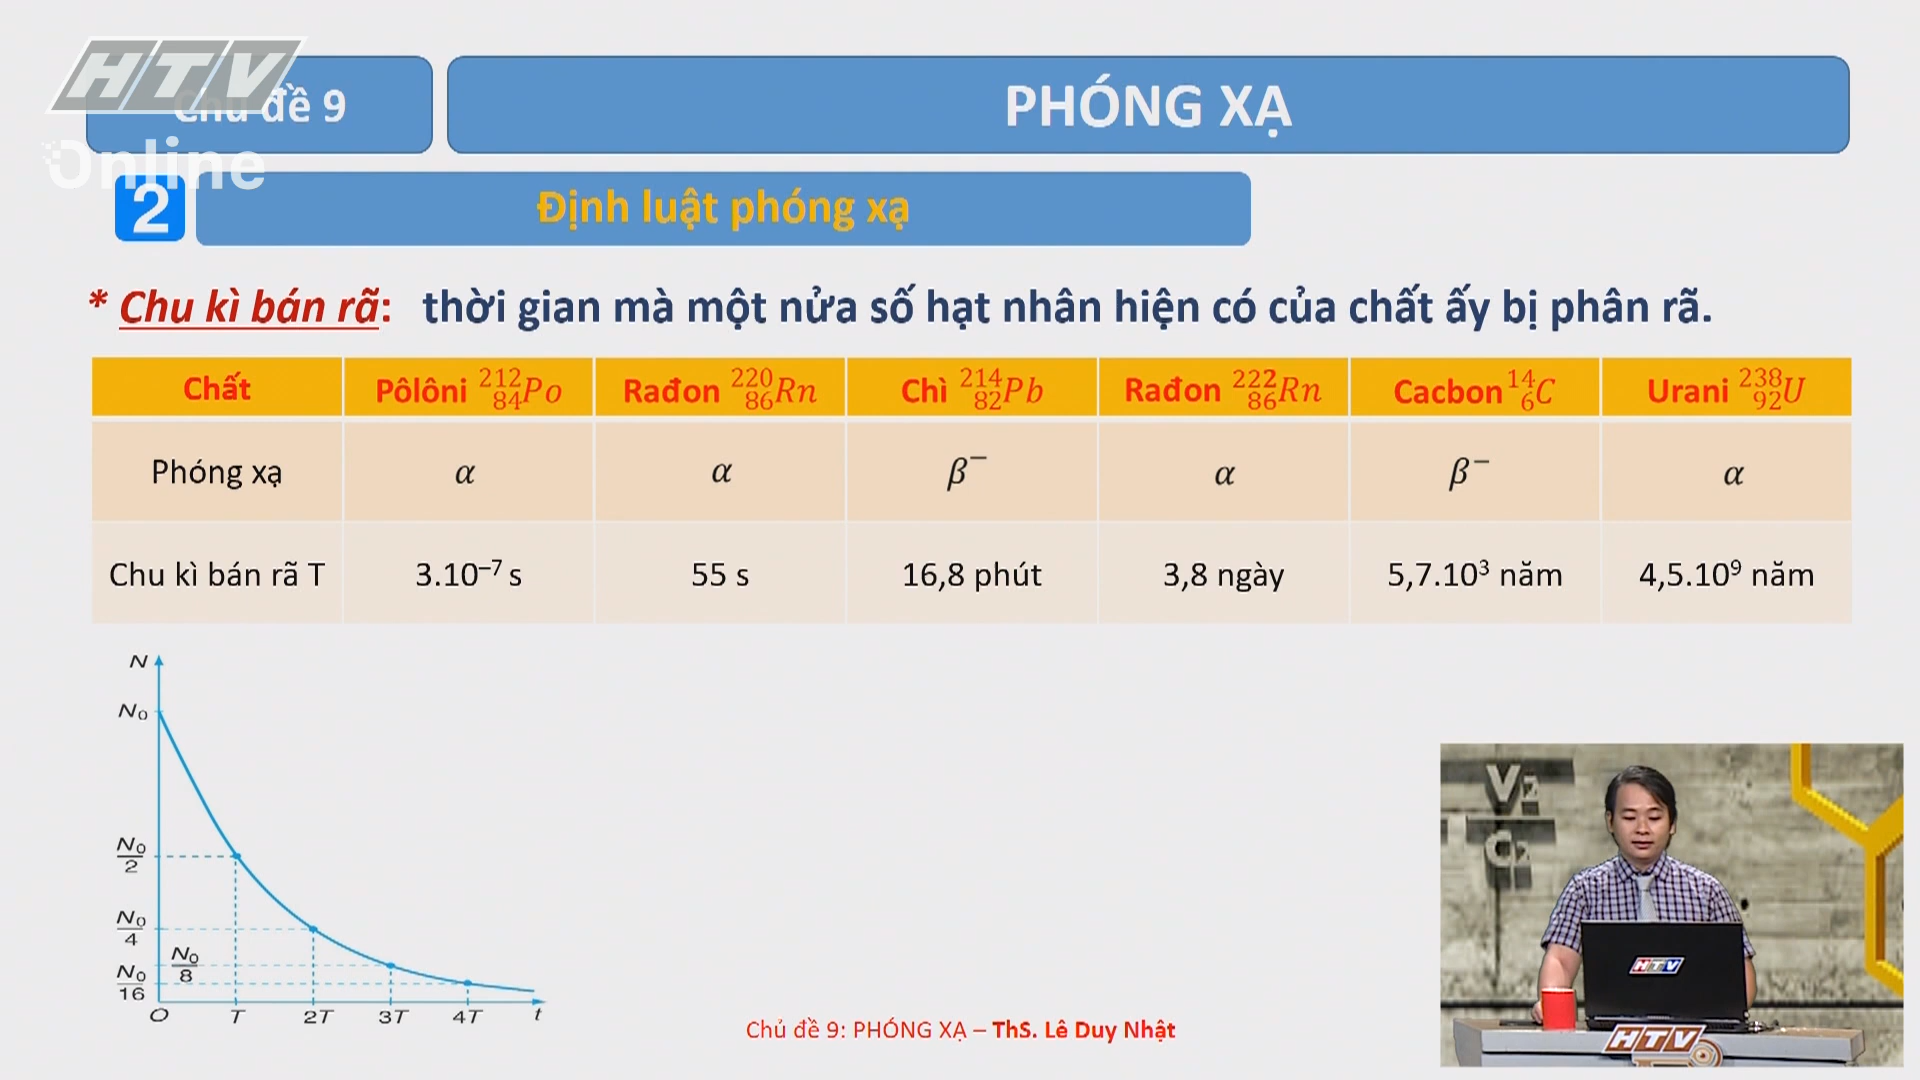 HTV
Online
Chủ đề 9
PHÓNG XẠ
2
Định luật phóng xạ
* Chu kì bán rã: thời gian mà một nửa số hạt nhân hiện có của chất ấy bị phân rã.
Chất Pôlôni ²¹²₈₄Po Rađon ²²⁰₈₆Rn Chì ²¹⁴₈₂Pb Rađon ²²²₈₆Rn Cacbon ¹⁴₆C Urani ²³⁸₉₂U
Phóng xạ α α β⁻ α β⁻ α
Chu kì bán rã T 3.10⁻⁷ s 55 s 16,8 phút 3,8 ngày 5,7.10³ năm 4,5.10⁹ năm
N
N₀
N₀/2
N₀/4
N₀/8
N₀/16
O T 2T 3T 4T t
V₂
C₂
HTV
HTV
Chủ đề 9: PHÓNG XẠ – ThS. Lê Duy Nhật